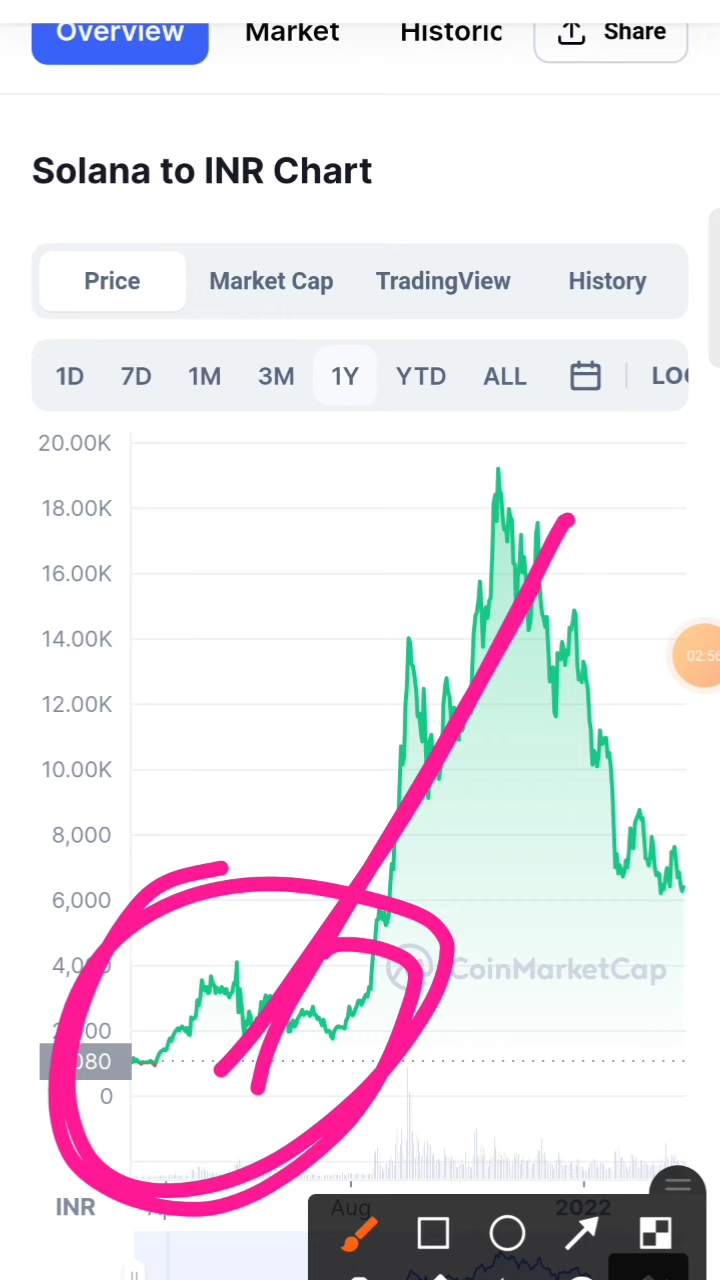 Overview Market Historic Share
Solana to INR Chart
Price Market Cap TradingView History
1D 7D 1M 3M 1Y YTD ALL
20.00K
18.00K
16.00K
14.00K
12.00K
10.00K
8,000
6,000
CoinMarketCap
080
0
INR Aug 2022
02:56